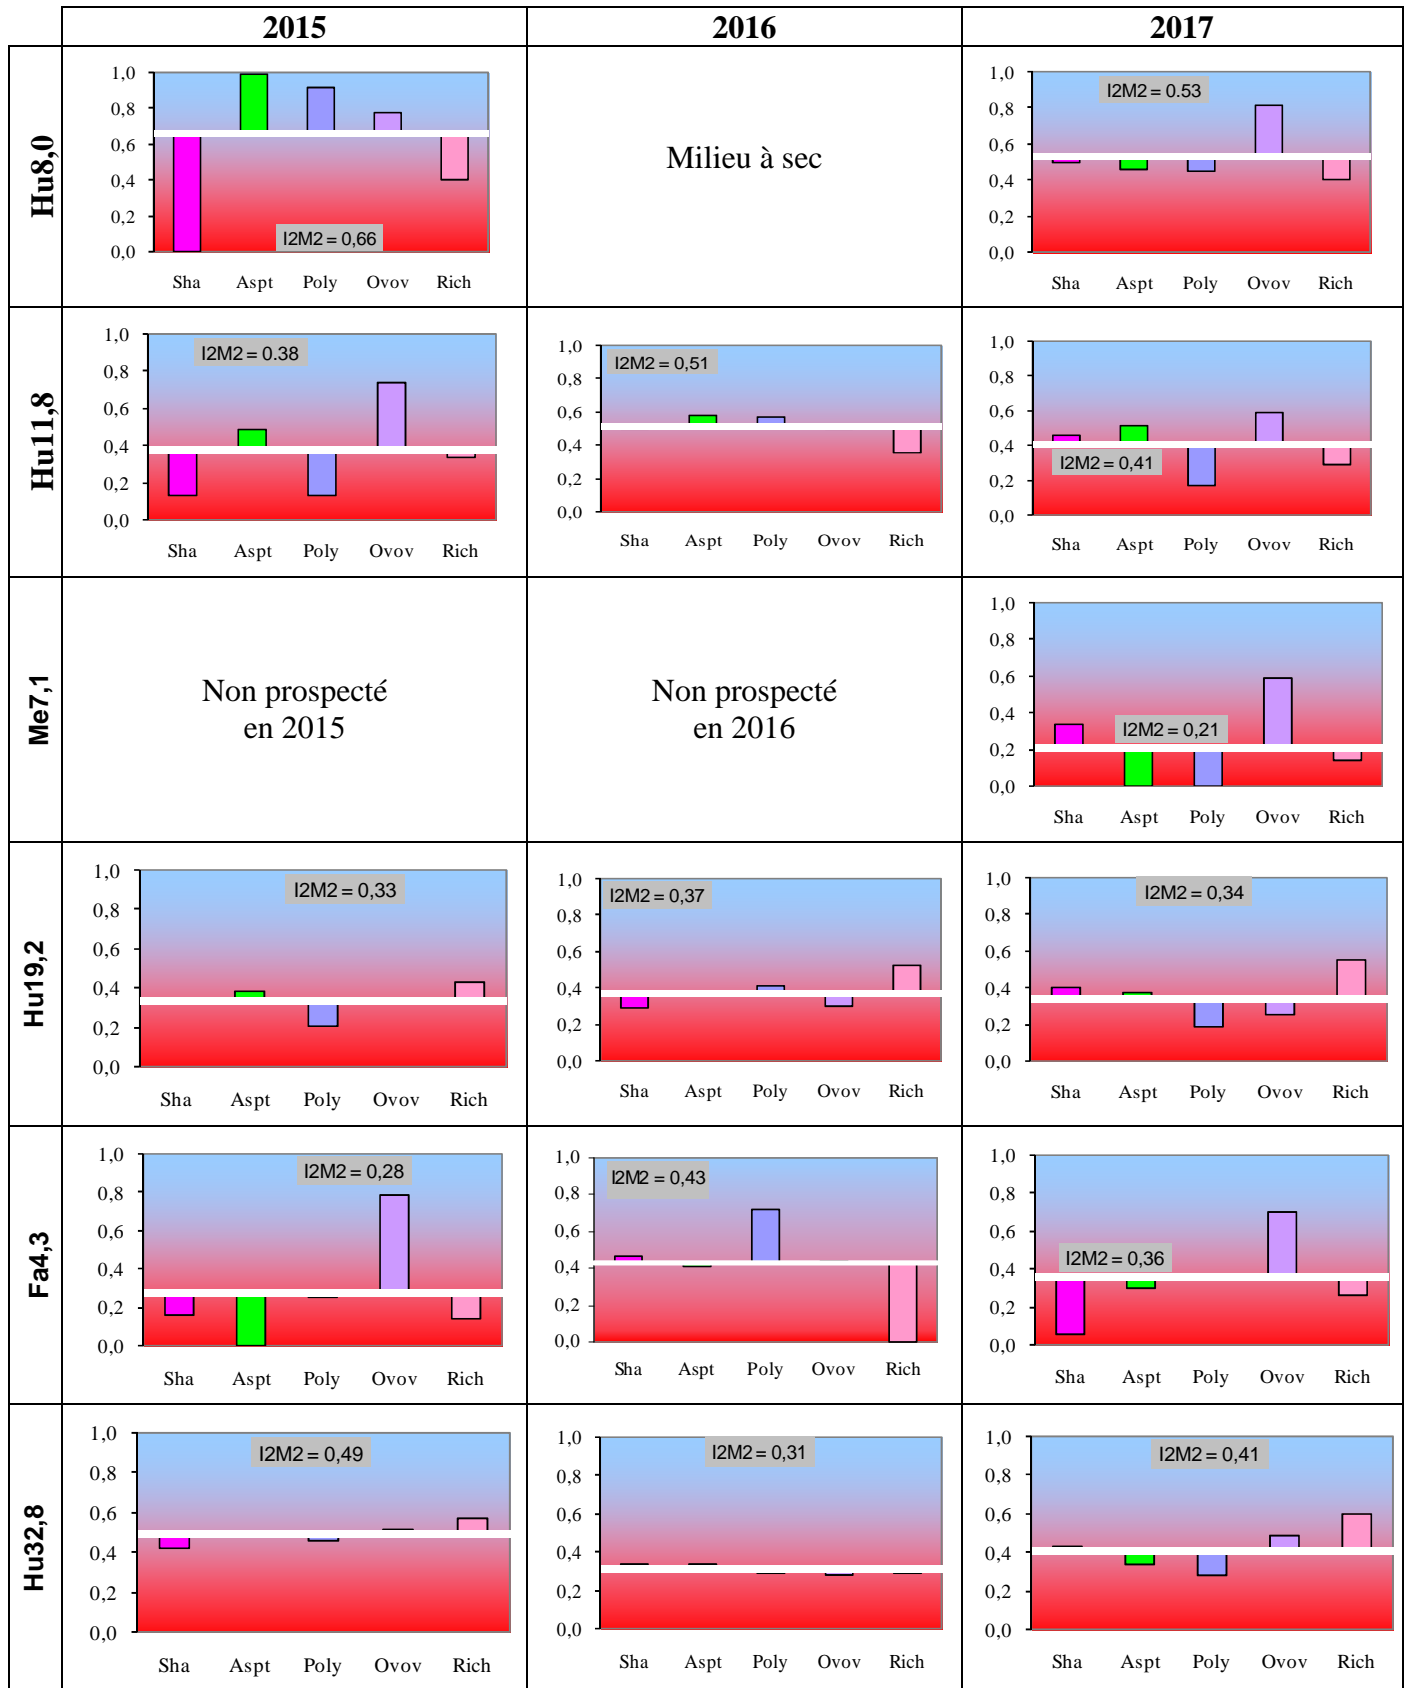 2015 2016 2017
Hu8,0
1,0
0,8
0,6
0,4
0,2
0,0
I2M2 = 0,66
Sha Aspt Poly Ovov Rich
Milieu à sec
1,0
0,8
0,6
0,4
0,2
0,0
I2M2 = 0.53
Sha Aspt Poly Ovov Rich
Hu11,8
1,0
0,8
0,6
0,4
0,2
0,0
I2M2 = 0.38
Sha Aspt Poly Ovov Rich
1,0
0,8
0,6
0,4
0,2
0,0
I2M2 = 0,51
Sha Aspt Poly Ovov Rich
1,0
0,8
0,6
0,4
0,2
0,0
I2M2 = 0,41
Sha Aspt Poly Ovov Rich
Me7,1
Non prospecté
en 2015
Non prospecté
en 2016
1,0
0,8
0,6
0,4
0,2
0,0
I2M2 = 0,21
Sha Aspt Poly Ovov Rich
Hu19,2
1,0
0,8
0,6
0,4
0,2
0,0
I2M2 = 0,33
Sha Aspt Poly Ovov Rich
1,0
0,8
0,6
0,4
0,2
0,0
I2M2 = 0,37
Sha Aspt Poly Ovov Rich
1,0
0,8
0,6
0,4
0,2
0,0
I2M2 = 0,34
Sha Aspt Poly Ovov Rich
Fa4,3
1,0
0,8
0,6
0,4
0,2
0,0
I2M2 = 0,28
Sha Aspt Poly Ovov Rich
1,0
0,8
0,6
0,4
0,2
0,0
I2M2 = 0,43
Sha Aspt Poly Ovov Rich
1,0
0,8
0,6
0,4
0,2
0,0
I2M2 = 0,36
Sha Aspt Poly Ovov Rich
Hu32,8
1,0
0,8
0,6
0,4
0,2
0,0
I2M2 = 0,49
Sha Aspt Poly Ovov Rich
1,0
0,8
0,6
0,4
0,2
0,0
I2M2 = 0,31
Sha Aspt Poly Ovov Rich
1,0
0,8
0,6
0,4
0,2
0,0
I2M2 = 0,41
Sha Aspt Poly Ovov Rich